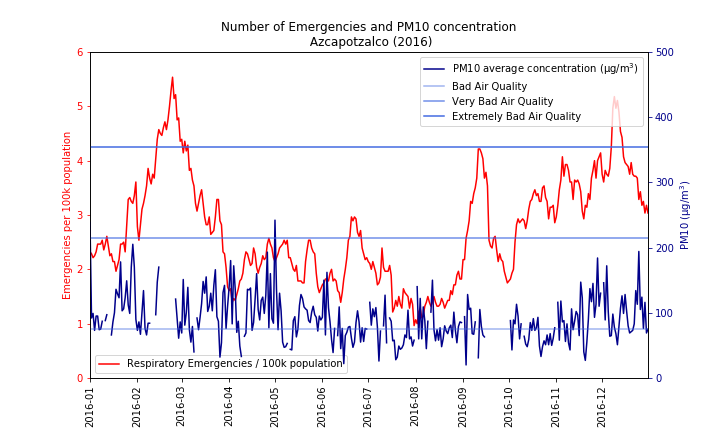 Number of Emergencies and PM10 concentration
Azcapotzalco (2016)
PM10 average concentration (µg/m³)
Bad Air Quality
Very Bad Air Quality
Extremely Bad Air Quality
Emergencies per 100k population
6
5
4
3
2
1
0
PM10 (µg/m³)
500
400
300
200
100
0
Respiratory Emergencies / 100k population
2016-01
2016-02
2016-03
2016-04
2016-05
2016-06
2016-07
2016-08
2016-09
2016-10
2016-11
2016-12